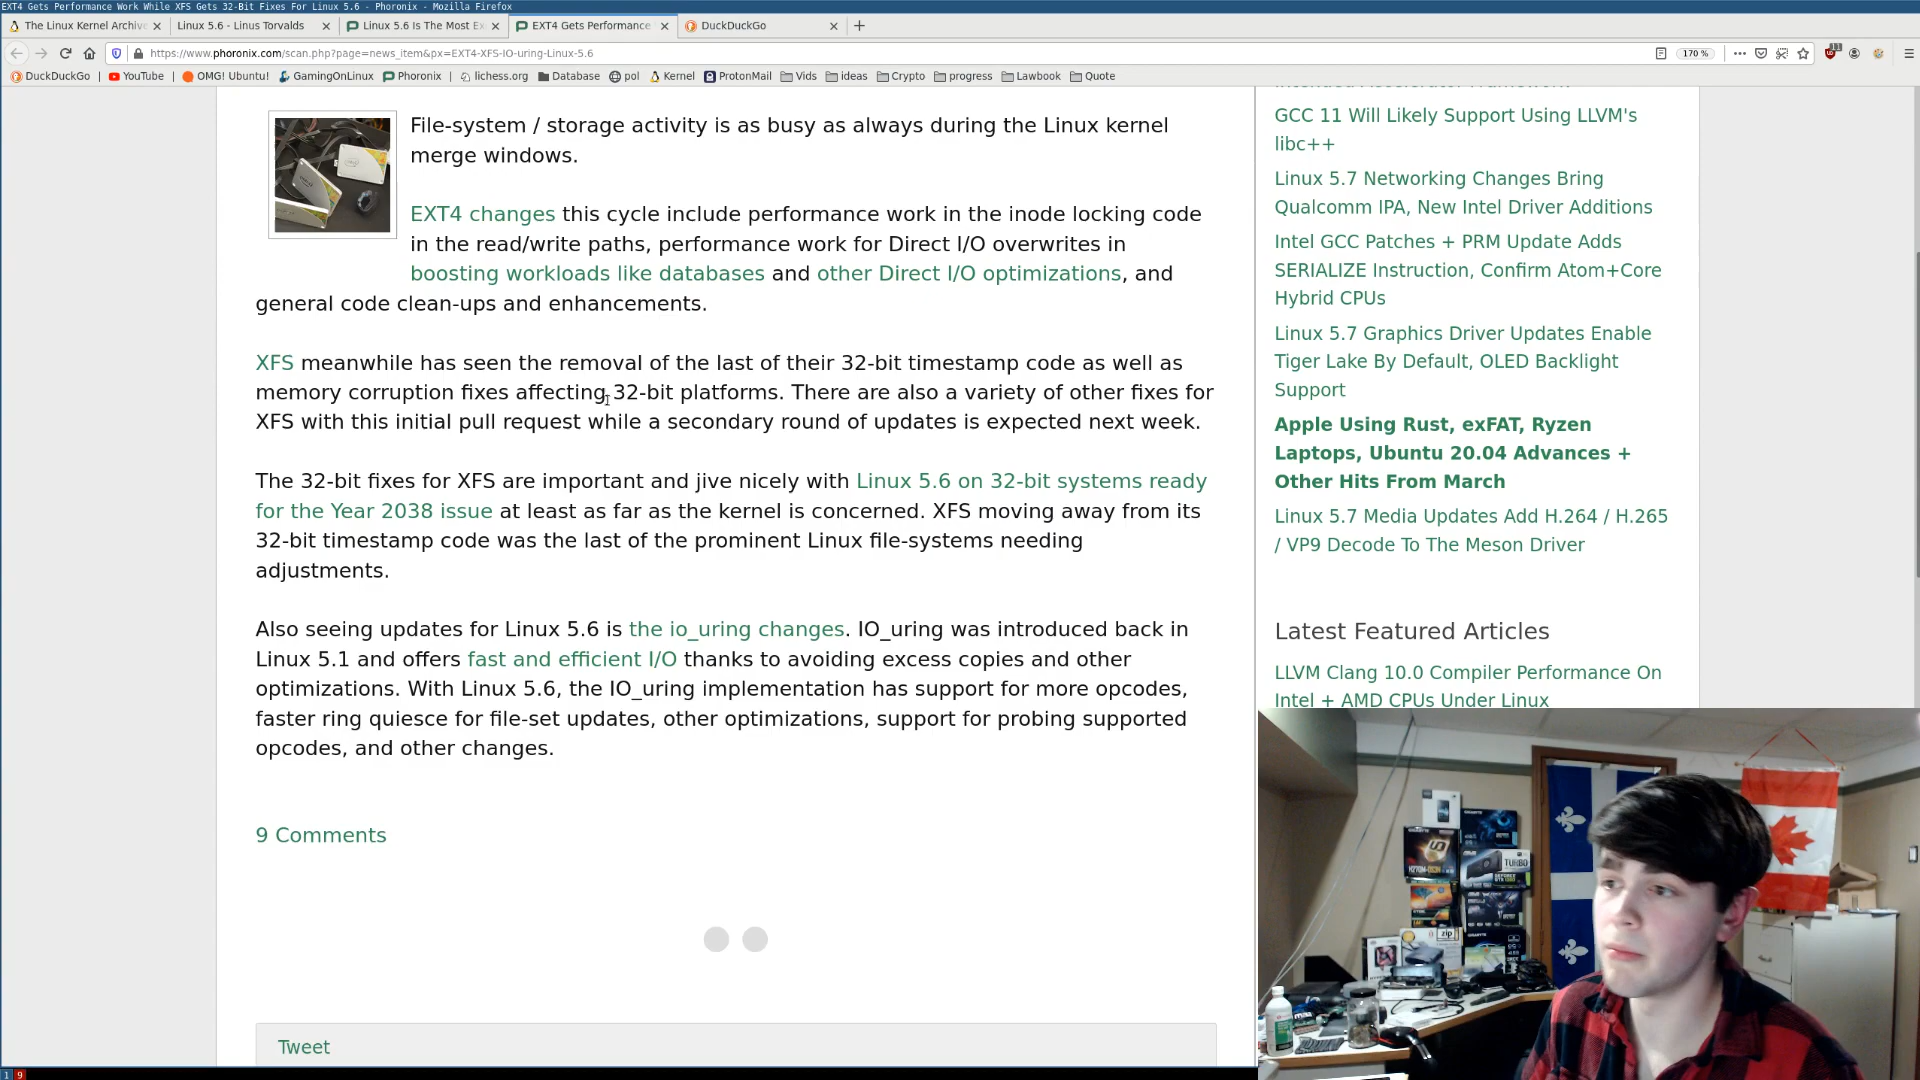 EXT4 Gets Performance Work While XFS Gets 32-Bit Fixes For Linux 5.6 - Phoronix - Mozilla Firefox
The Linux Kernel Archive
Linux 5.6 - Linus Torvalds
Linux 5.6 Is The Most Ex
EXT4 Gets Performance
DuckDuckGo
https://www.phoronix.com/scan.php?page=news_item&px=EXT4-XFS-IO-uring-Linux-5.6
170 %
DuckDuckGo
YouTube
OMG! Ubuntu!
GamingOnLinux
Phoronix
lichess.org
Database
pol
Kernel
ProtonMail
Vids
ideas
Crypto
progress
Lawbook
Quote
File-system / storage activity is as busy as always during the Linux kernel
merge windows.
EXT4 changes this cycle include performance work in the inode locking code
in the read/write paths, performance work for Direct I/O overwrites in
boosting workloads like databases and other Direct I/O optimizations, and
general code clean-ups and enhancements.
XFS meanwhile has seen the removal of the last of their 32-bit timestamp code as well as
memory corruption fixes affecting 32-bit platforms. There are also a variety of other fixes for
XFS with this initial pull request while a secondary round of updates is expected next week.
The 32-bit fixes for XFS are important and jive nicely with Linux 5.6 on 32-bit systems ready
for the Year 2038 issue at least as far as the kernel is concerned. XFS moving away from its
32-bit timestamp code was the last of the prominent Linux file-systems needing
adjustments.
Also seeing updates for Linux 5.6 is the io_uring changes. IO_uring was introduced back in
Linux 5.1 and offers fast and efficient I/O thanks to avoiding excess copies and other
optimizations. With Linux 5.6, the IO_uring implementation has support for more opcodes,
faster ring quiesce for file-set updates, other optimizations, support for probing supported
opcodes, and other changes.
9 Comments
Tweet
GCC 11 Will Likely Support Using LLVM's
libc++
Linux 5.7 Networking Changes Bring
Qualcomm IPA, New Intel Driver Additions
Intel GCC Patches + PRM Update Adds
SERIALIZE Instruction, Confirm Atom+Core
Hybrid CPUs
Linux 5.7 Graphics Driver Updates Enable
Tiger Lake By Default, OLED Backlight
Support
Apple Using Rust, exFAT, Ryzen
Laptops, Ubuntu 20.04 Advances +
Other Hits From March
Linux 5.7 Media Updates Add H.264 / H.265
/ VP9 Decode To The Meson Driver
Latest Featured Articles
LLVM Clang 10.0 Compiler Performance On
Intel + AMD CPUs Under Linux
TURBO
zip
1 9